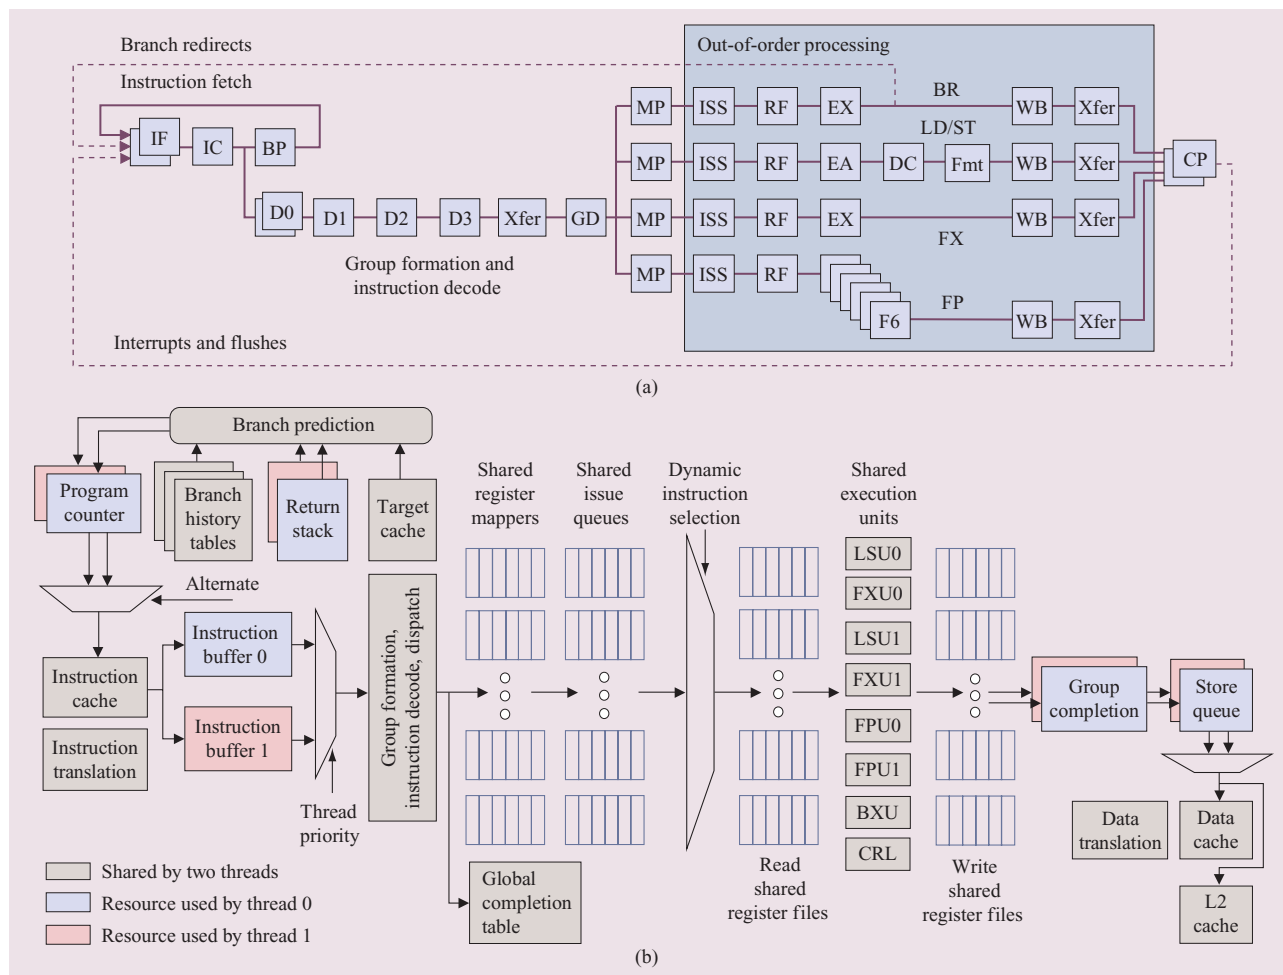 Branch redirects
Out-of-order processing
Instruction fetch
IF
IC
BP
MP
ISS
RF
EX
BR
WB
Xfer
LD/ST
MP
ISS
RF
EA
DC
Fmt
WB
Xfer
CP
D0
D1
D2
D3
Xfer
GD
MP
ISS
RF
EX
FX
WB
Xfer
Group formation and
instruction decode
MP
ISS
RF
F6
FP
WB
Xfer
Interrupts and flushes
(a)
Branch prediction
Program
counter
Branch
history
tables
Return
stack
Target
cache
Shared
register
mappers
Shared
issue
queues
Dynamic
instruction
selection
Shared
execution
units
Alternate
Instruction
cache
Instruction
translation
Instruction
buffer 0
Instruction
buffer 1
Thread
priority
Group formation,
instruction decode, dispatch
LSU0
FXU0
LSU1
FXU1
FPU0
FPU1
BXU
CRL
Group
completion
Store
queue
Data
translation
Data
cache
L2
cache
Read
shared
register files
Write
shared
register files
Global
completion
table
Shared by two threads
Resource used by thread 0
Resource used by thread 1
(b)